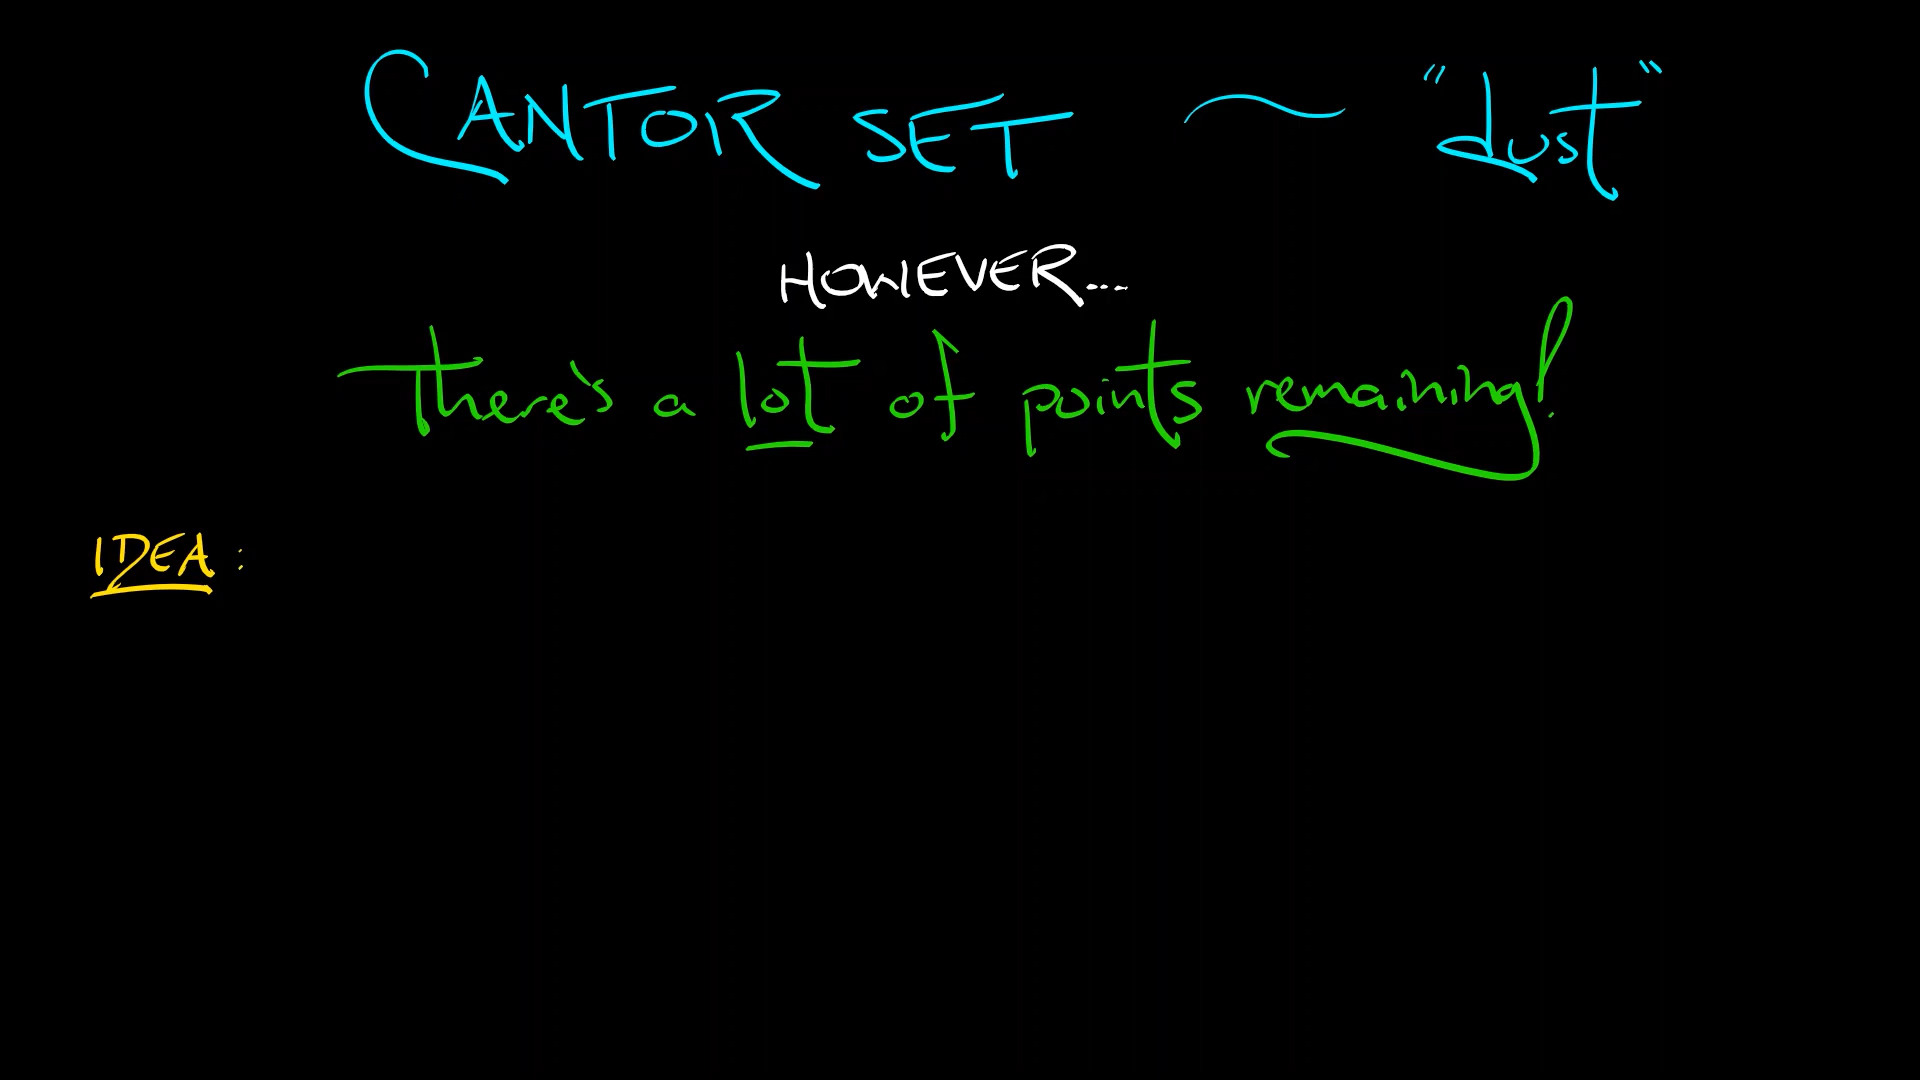 CANTOR SET ~ "dust"
HOWEVER...
There's a lot of points remaining!
IDEA: